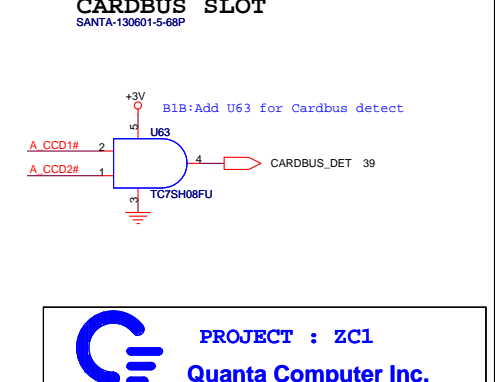 CARDBUS SLOT
SANTA-130601-5-68P
+3V
B1B:Add U63 for Cardbus detect
5
U63
A_CCD1# 2
4 CARDBUS_DET 39
A_CCD2# 1
TC7SH08FU
3
PROJECT : ZC1
Quanta Computer Inc.